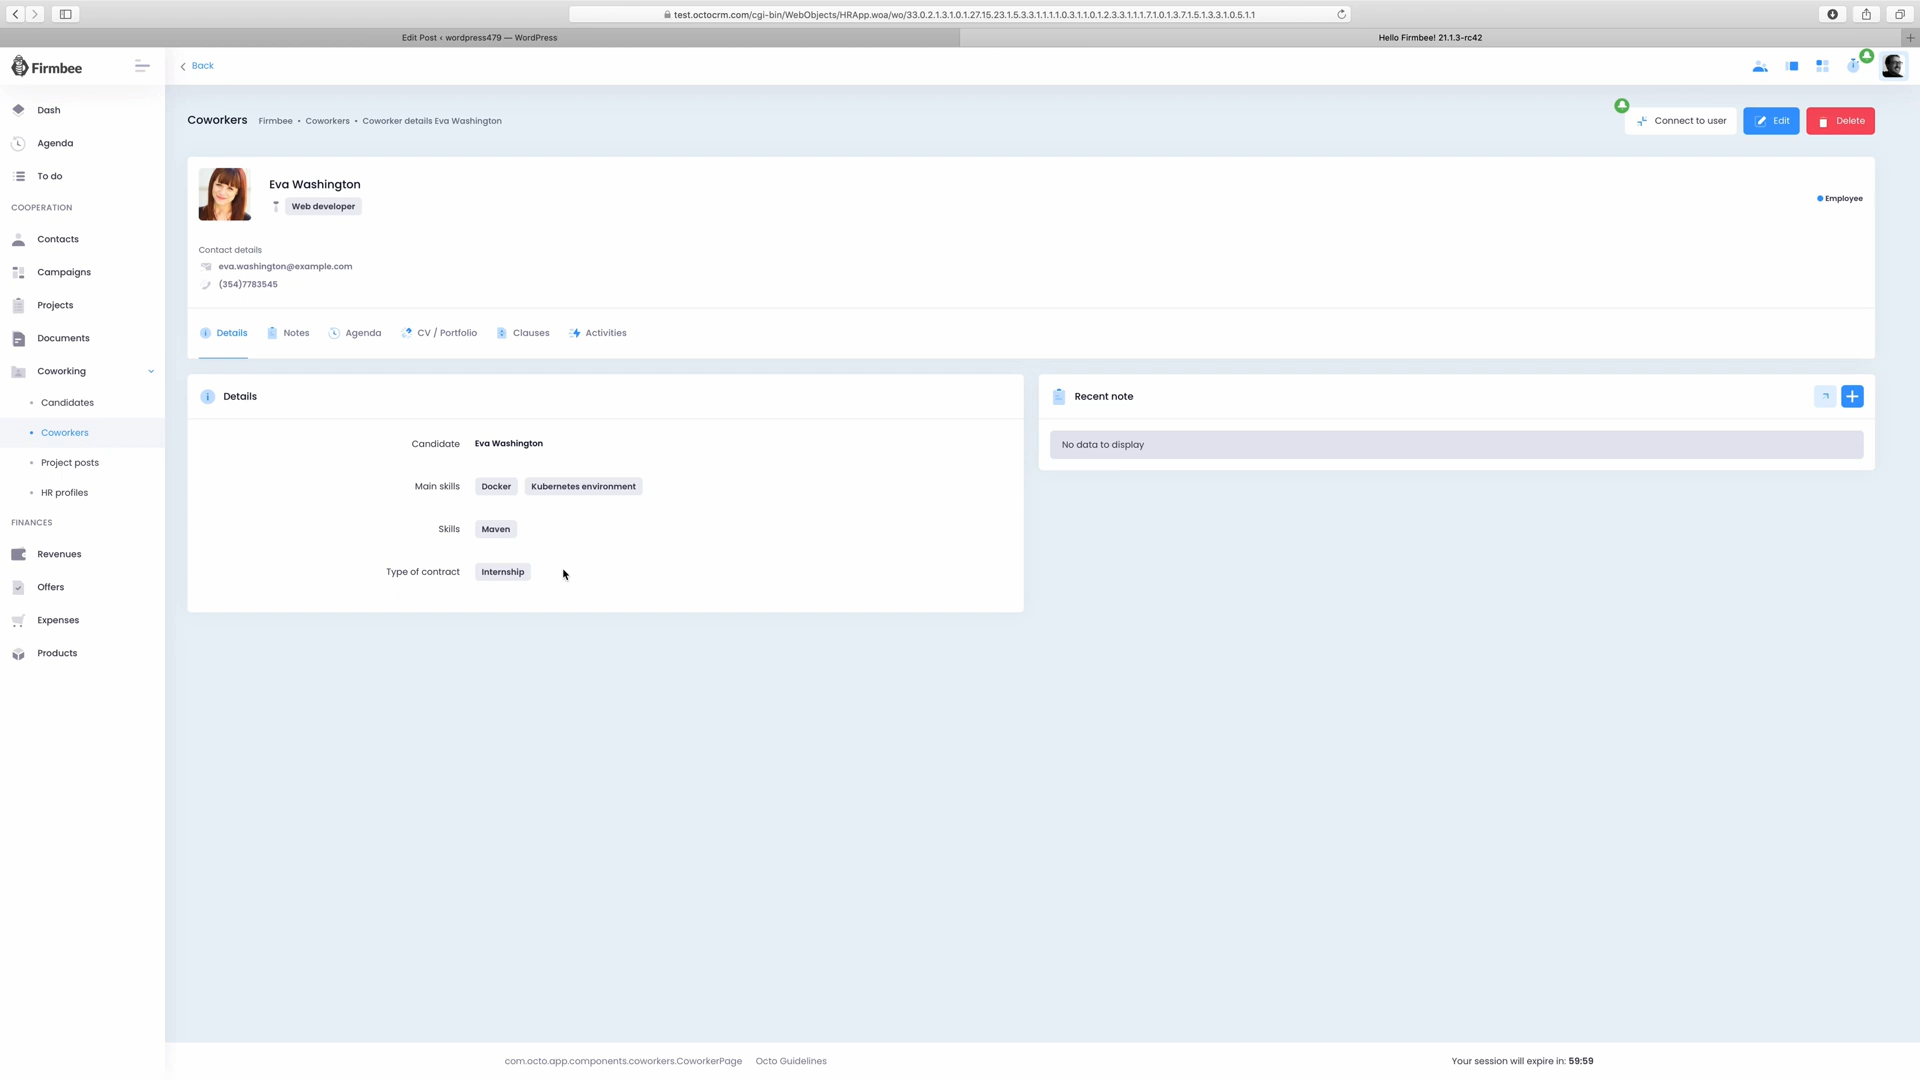 test.octocrm.com/cgi-bin/WebObjects/HRApp.woa/wo/33.0.2.1.3.1.0.1.27.15.23.1.5.3.3.1.1.1.1.0.3.1.1.0.1.2.3.3.1.1.1.7.1.0.1.3.7.1.5.1.3.3.1.0.5.1.1
Edit Post ‹ wordpress479 — WordPress
Hello Firmbee! 21.1.3-rc42
Firmbee
Back
Dash
Agenda
To do
COOPERATION
Contacts
Campaigns
Projects
Documents
Coworking
Candidates
Coworkers
Project posts
HR profiles
FINANCES
Revenues
Offers
Expenses
Products
Coworkers Firmbee • Coworkers • Coworker details Eva Washington
Connect to user
Edit
Delete
Eva Washington
Web developer
Employee
Contact details
eva.washington@example.com
(354)7783545
Details Notes Agenda CV / Portfolio Clauses Activities
Details
Candidate Eva Washington
Main skills Docker Kubernetes environment
Skills Maven
Type of contract Internship
Recent note
No data to display
com.octo.app.components.coworkers.CoworkerPage Octo Guidelines
Your session will expire in: 59:59